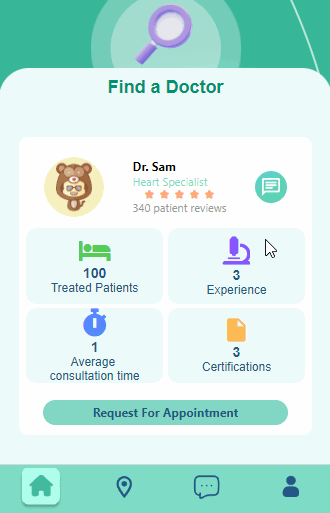 Find a Doctor
Dr. Sam
Heart Specialist
340 patient reviews
100
Treated Patients
3
Experience
1
Average
consultation time
3
Certifications
Request For Appointment